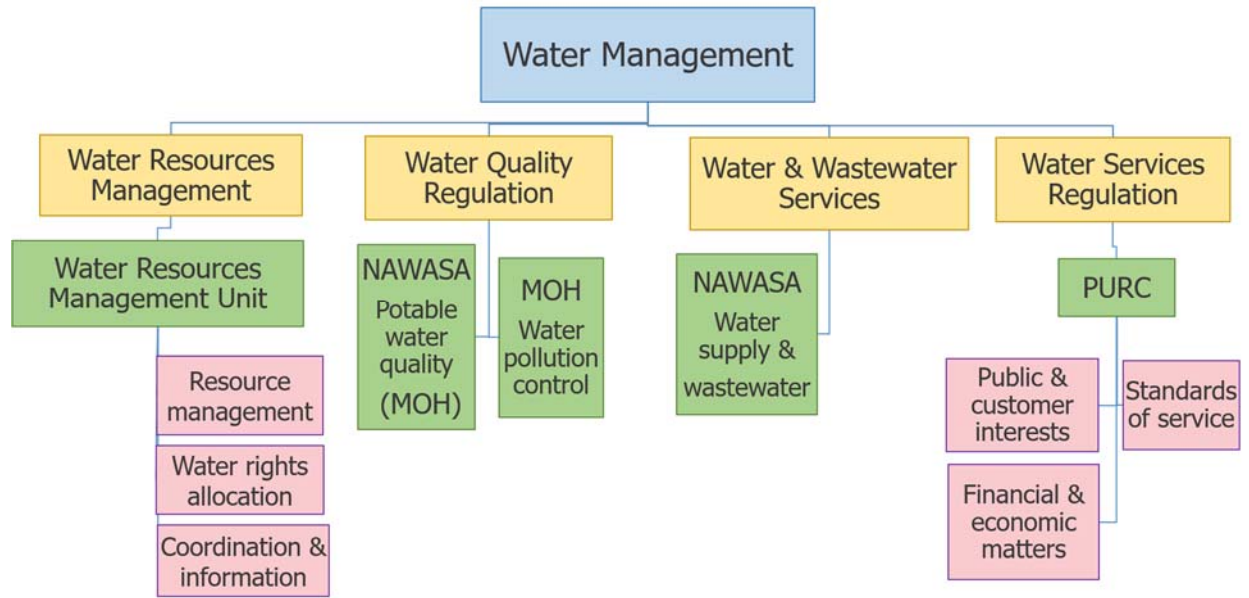 Water Management
Water Resources
Management
Water Quality
Regulation
Water & Wastewater
Services
Water Services
Regulation
Water Resources
Management Unit
Resource
management
Water rights
allocation
Coordination &
information
NAWASA
Potable
water
quality
(MOH)
MOH
Water
pollution
control
NAWASA
Water
supply &
wastewater
PURC
Public &
customer
interests
Standards
of service
Financial &
economic
matters